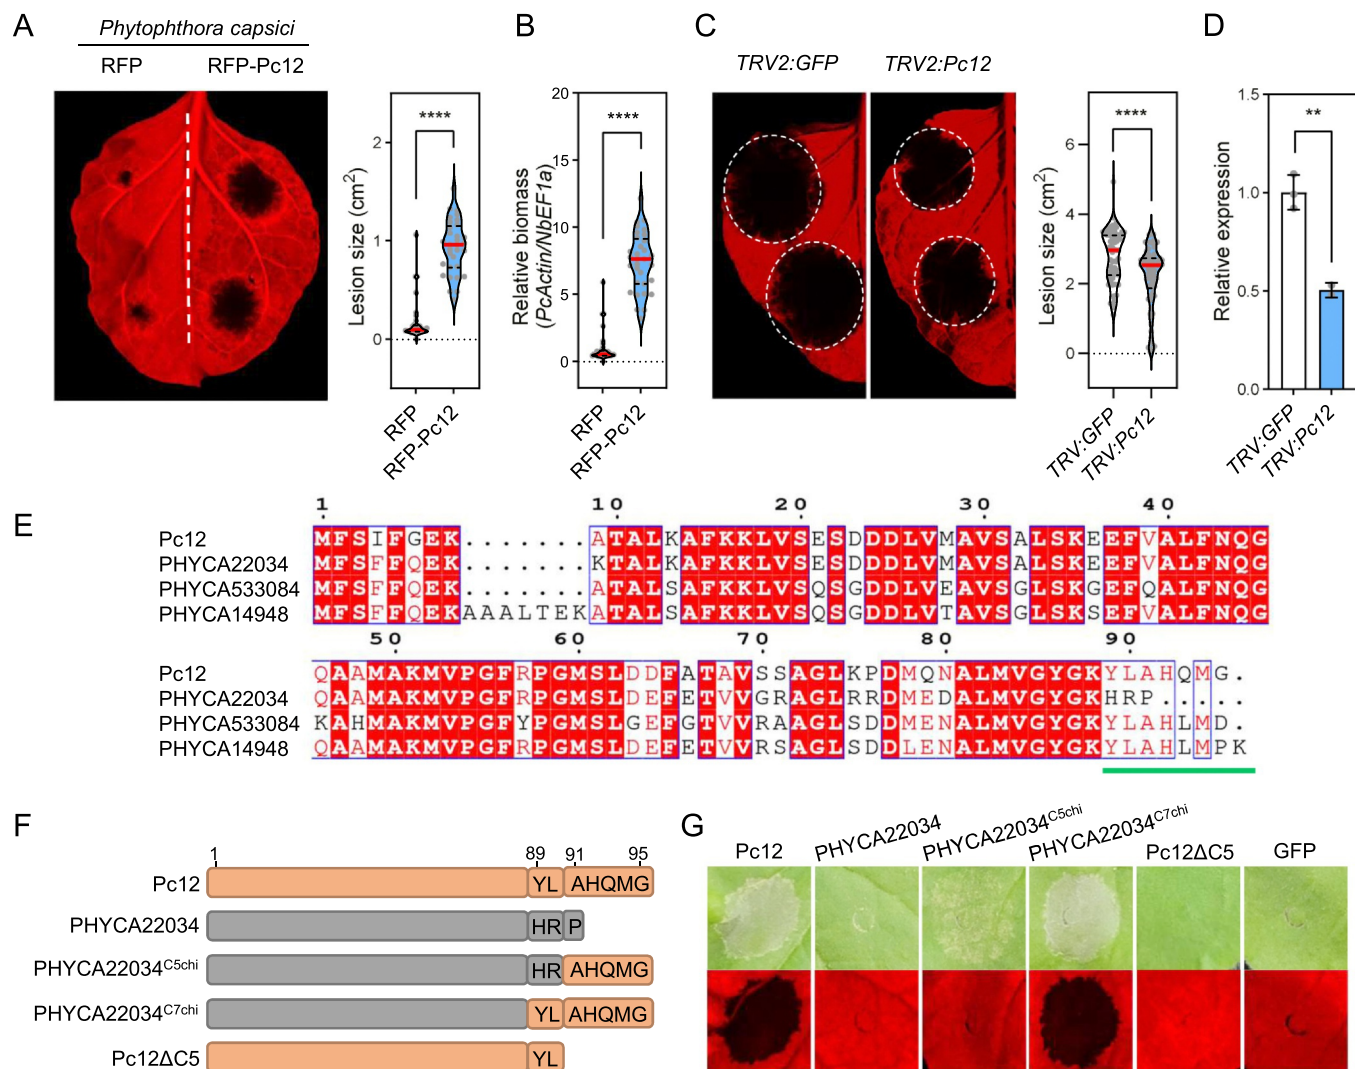 A
Phytophthora capsici
RFP RFP-Pc12
Lesion size (cm2)
2
1
0
****
RFP
RFP-Pc12
B
Relative biomass
(PcActin/NbEF1a)
20
15
10
5
0
****
RFP
RFP-Pc12
C
TRV2:GFP TRV2:Pc12
Lesion size (cm2)
6
4
2
0
****
TRV:GFP
TRV:Pc12
D
Relative expression
1.5
1.0
0.5
0.0
**
TRV:GFP
TRV:Pc12
E
1 10 20 30 40
Pc12 MFSIFGEK.......ATALKAFKKLVSESDDDLVMAVSALSKEEFVALFNQG
PHYCA22034 MFSFFQEK.......KTALKAFKKLVSESDDDLVMAVSALSKEEFVALFNQG
PHYCA533084 MFSFFQEK.......ATALSAFKKLVSQSGDDLVEAVSGLSKGEFQALFNQG
PHYCA14948 MFSFFQEKAAALTEKATALSAFKKLVSQSGDDLVTAVSGLSKSEFVALFNQG
50 60 70 80 90
Pc12 QAAMAKMVPGFRPGMSLDDFATAVSSAGLKPDMQNALMVGYGKYLAHQMG.
PHYCA22034 QAAMAKMVPGFRPGMSLDDFETVVGRAGLRRDMEDALMVGYGKHRP.....
PHYCA533084 KAHMAKMVPGFYPGMSLGEFGTVVRAAGLRSDMENALMVGYGKYLAHLMD.
PHYCA14948 QAAMAKMVPGFRPGMSLDEFETVVRSAGLSDDLENALMVGYGKYLAHLMPK
F
1 89 91 95
Pc12 YL AHQMG
PHYCA22034 HR P
PHYCA22034C5chi HR AHQMG
PHYCA22034C7chi YL AHQMG
Pc12ΔC5 YL
G
Pc12 PHYCA22034 PHYCA22034C5chi PHYCA22034C7chi Pc12ΔC5 GFP